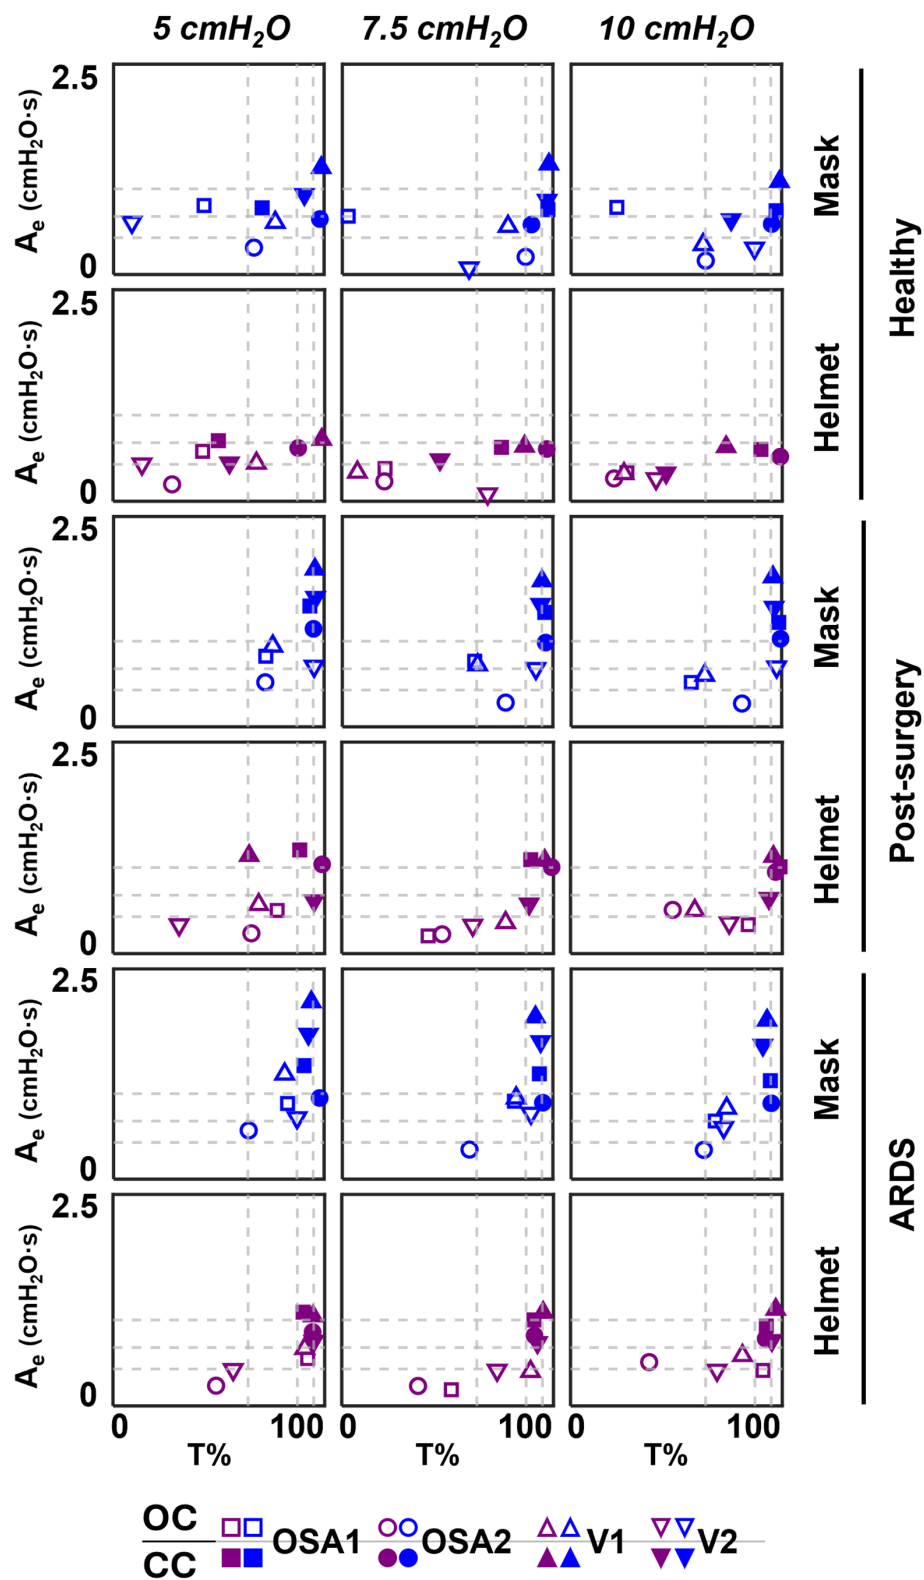 5 cmH2O 7.5 cmH2O 10 cmH2O
2.5
Ae (cmH2O·s)
0
Mask
2.5
Ae (cmH2O·s)
0
Helmet
Healthy
2.5
Ae (cmH2O·s)
0
Mask
2.5
Ae (cmH2O·s)
0
Helmet
Post-surgery
2.5
Ae (cmH2O·s)
0
Mask
2.5
Ae (cmH2O·s)
0
Helmet
ARDS
0 100 0 100 0 100
T% T% T%
OC
CC
OSA1 OSA2 V1 V2